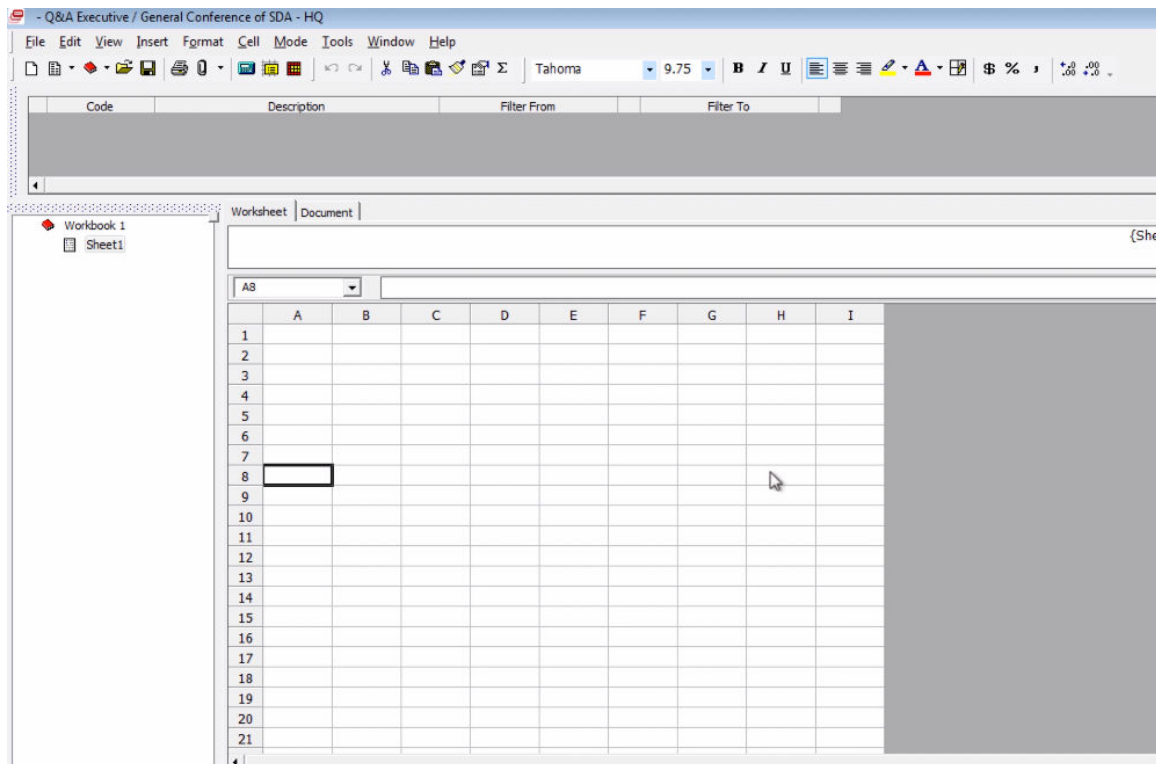 - Q&A Executive / General Conference of SDA - HQ
File Edit View Insert Format Cell Mode Tools Window Help
Σ Tahoma 9.75 B I U A $ % , .00 .00
Code Description Filter From Filter To
Workbook 1
Sheet1
Worksheet Document
{She
A8
A B C D E F G H I
1
2
3
4
5
6
7
8
9
10
11
12
13
14
15
16
17
18
19
20
21